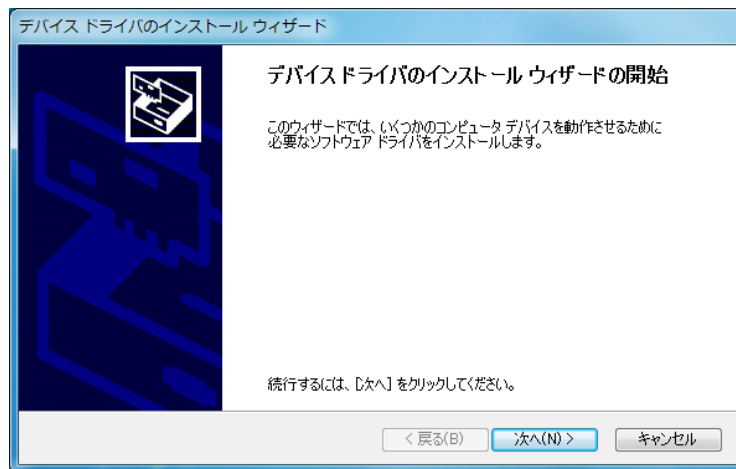 デバイス ドライバのインストール ウィザード
デバイス ドライバのインストール ウィザードの開始
このウィザードでは、いくつかのコンピュータ デバイスを動作させるために
必要なソフトウェア ドライバをインストールします。
続行するには、[次へ] をクリックしてください。
< 戻る(B)
次へ(N) >
キャンセル